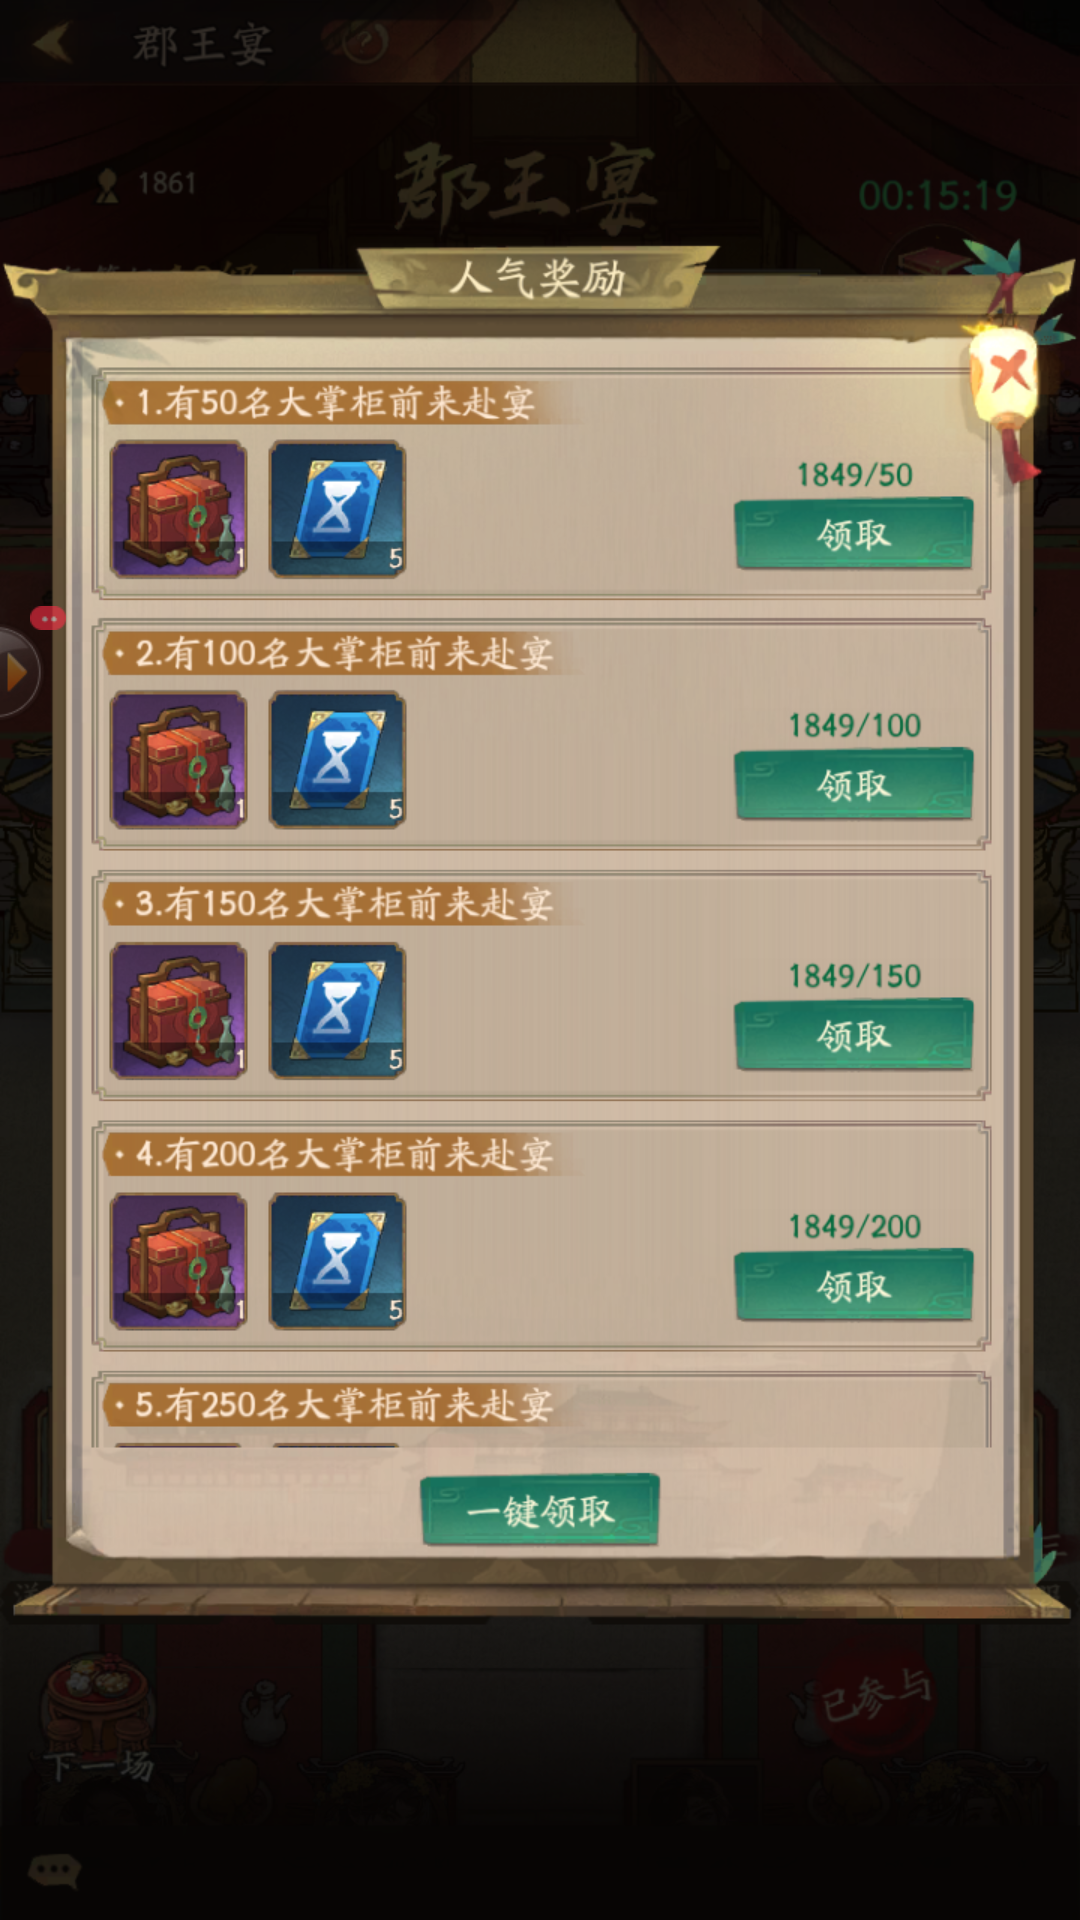 郡王宴
?
1861
郡王宴
00:15:19
人气奖励
·1.有50名大掌柜前来赴宴
1
5
1849/50
领取
·2.有100名大掌柜前来赴宴
1
5
1849/100
领取
·3.有150名大掌柜前来赴宴
1
5
1849/150
领取
·4.有200名大掌柜前来赴宴
1
5
1849/200
领取
·5.有250名大掌柜前来赴宴
一键领取
已参与
下一场